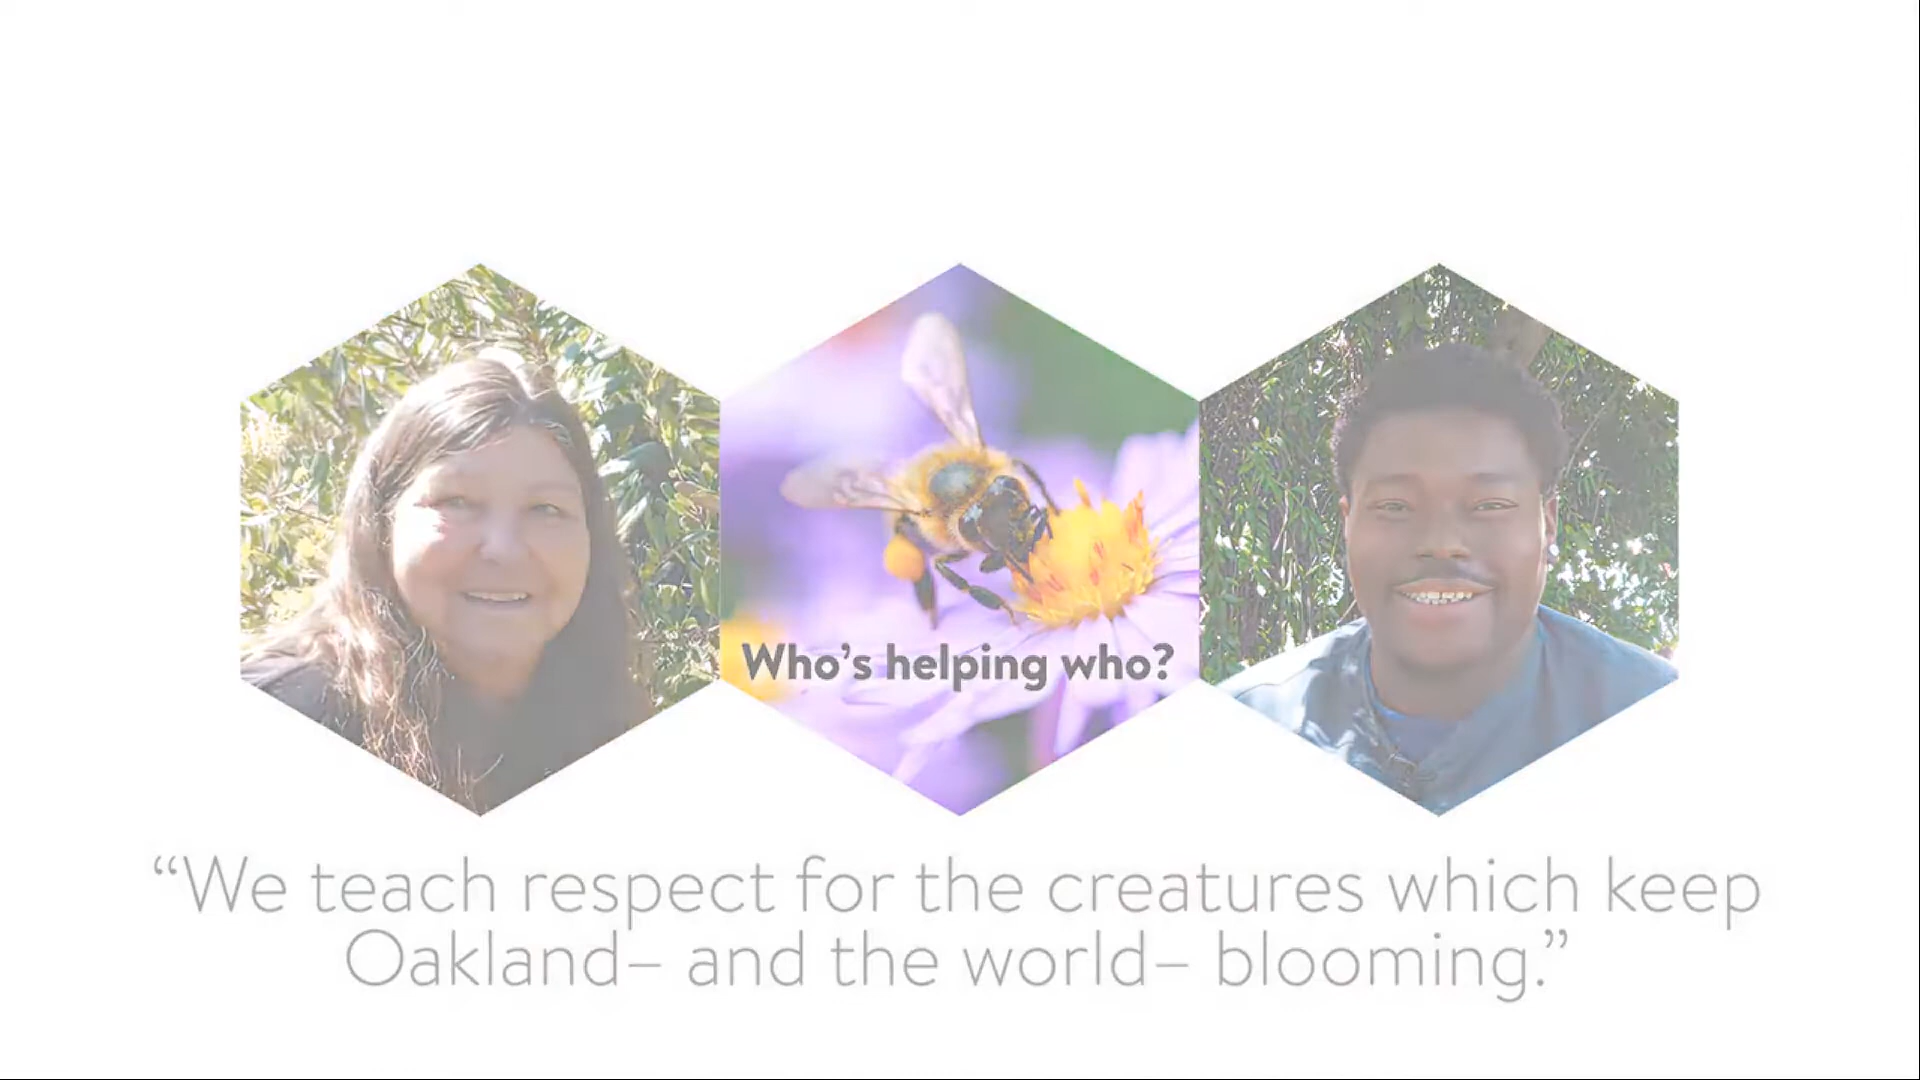 Who’s helping who?
“We teach respect for the creatures which keep
Oakland– and the world– blooming.”